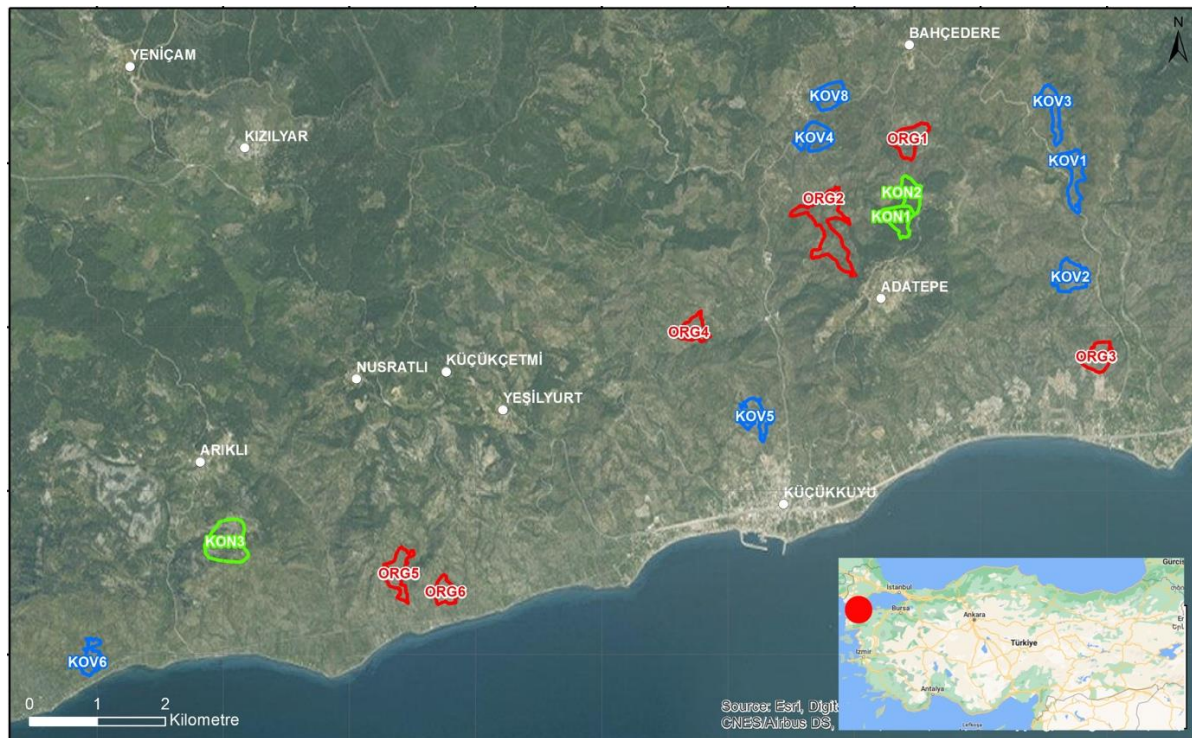 N
BAHÇEDERE
YENİÇAM
KOV8
KOV3
KIZILYAR
KOV4
ORG1
KOV1
KON2
ORG2
KON1
KOV2
ADATEPE
ORG4
ORG3
KÜÇÜKÇETMİ
NUSRATLI
YEŞİLYURT
KOV5
ARIKLI
KÜÇÜKKUYU
KON3
ORG5
ORG6
KOV6
0 1 2
Kilometre
Source: Esri, Digit
CNES/Airbus DS,
İstanbul
Bursa
Ankara
Türkiye
İzmir
Antalya
Lefkoşa